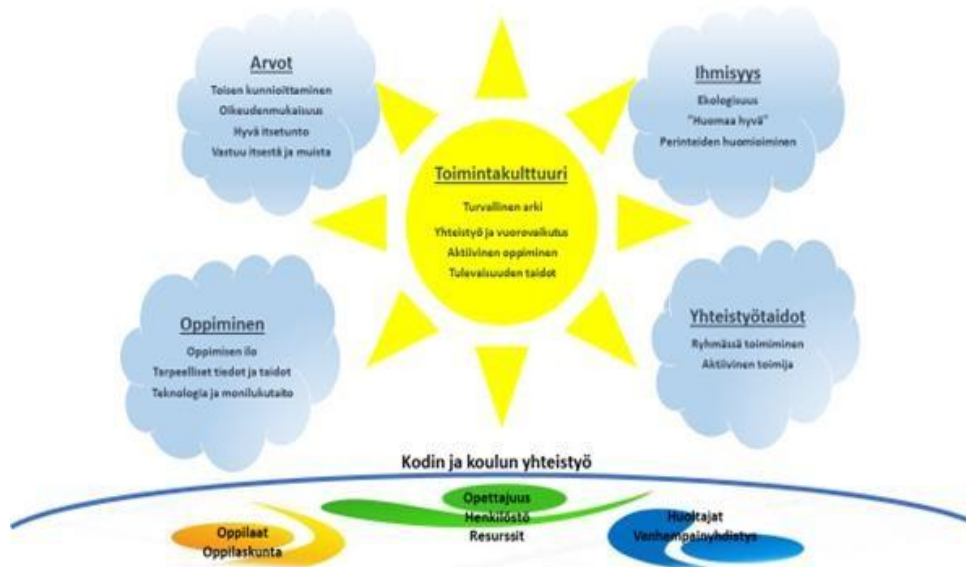 Arvot
Toisen kunnioittaminen
Oikeudenmukaisuus
Hyvä itsetunto
Vastuu itsestä ja muista
Ihmisyys
Ekologisuus
"Huomaa hyvä"
Perinteiden huomioiminen
Toimintakulttuuri
Turvallinen arki
Yhteistyö ja vuorovaikutus
Aktiivinen oppiminen
Tulevaisuuden taidot
Oppiminen
Oppimisen ilo
Tarpeelliset tiedot ja taidot
Teknologia ja monilukutaito
Yhteistyötaidot
Ryhmässä toimiminen
Aktiivinen toimija
Kodin ja koulun yhteistyö
Oppilaat
Oppilaskunta
Opettajuus
Henkilöstö
Resurssit
Huoltajat
Vanhempainyhdistys